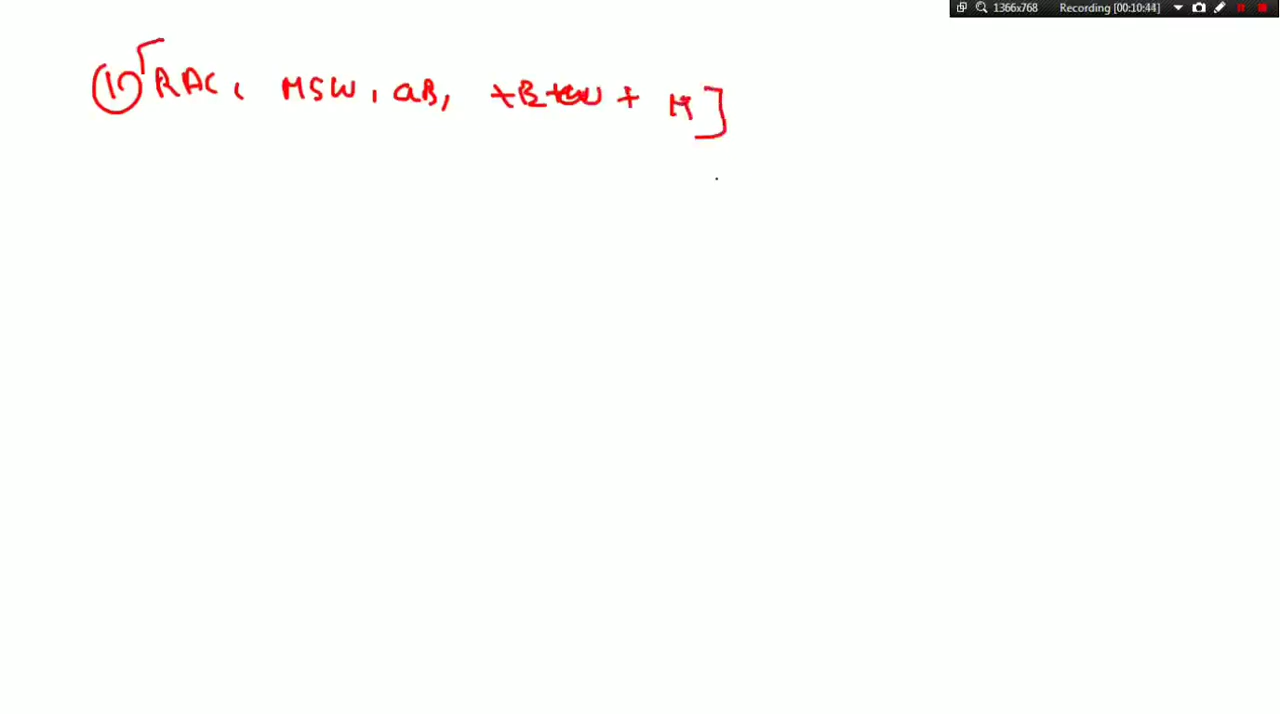 1366x768 Recording [00:10:44]
① RAC, MSW, aB, + M ]